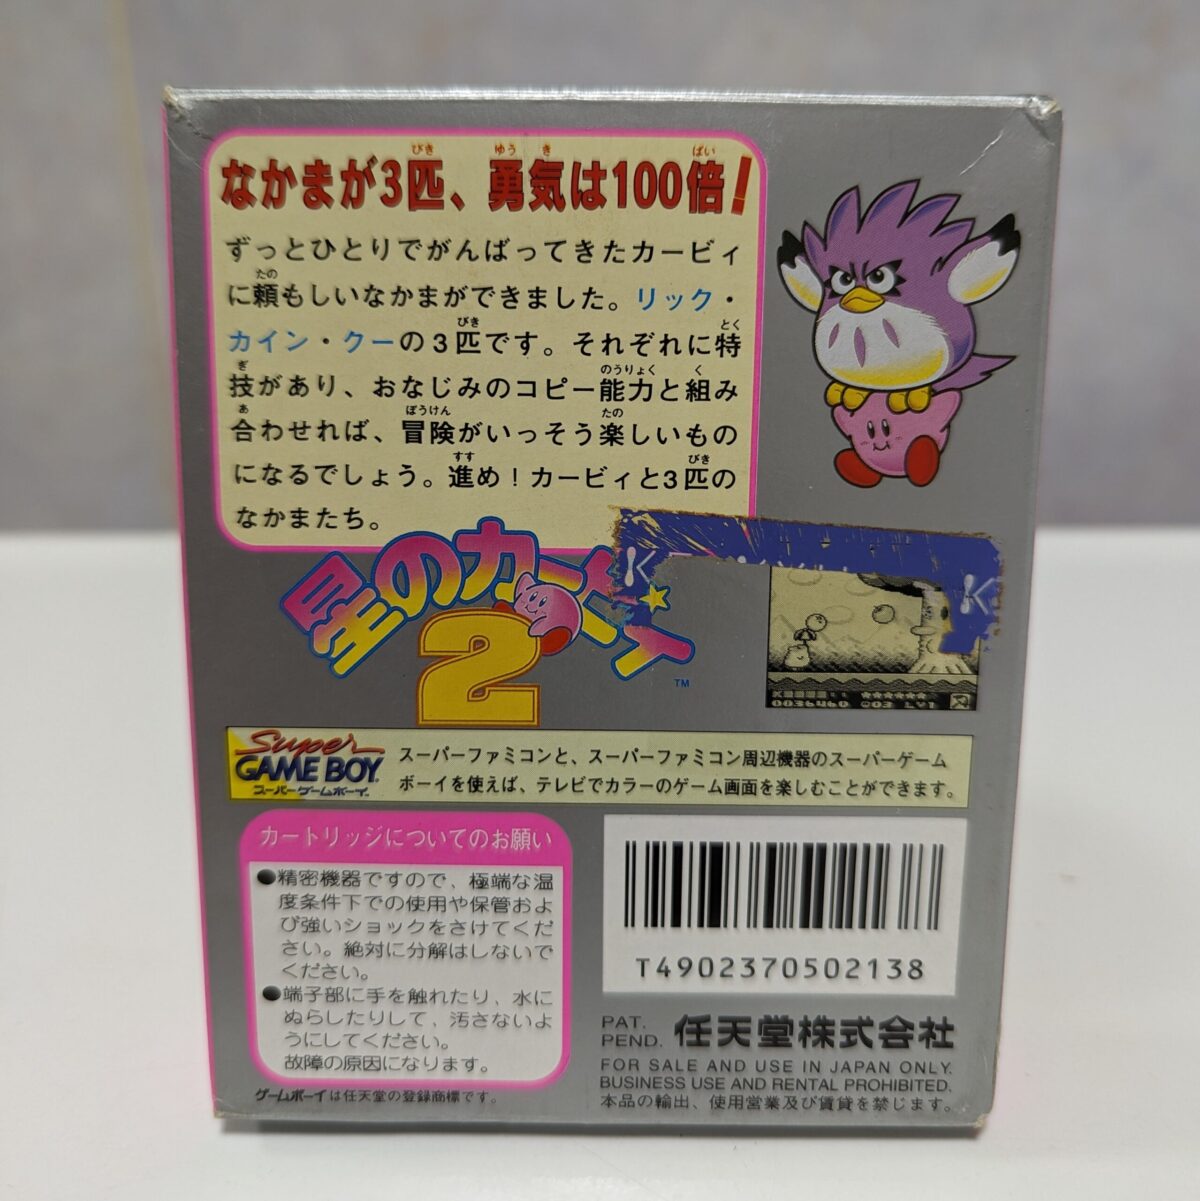 なかまが3匹、勇気は100倍!
ずっとひとりでがんばってきたカービィ
に頼もしいなかまができました。リック・
カイン・クーの3匹です。それぞれに特
技があり、おなじみのコピー能力と組み
合わせれば、冒険がいっそう楽しいもの
になるでしょう。進め!カービィと3匹の
なかまたち。
星のカービィ
2
TM
K
K
0036460 03 LV1
Super
GAME BOY
スーパーゲームボーイ
スーパーファミコンと、スーパーファミコン周辺機器のスーパーゲーム
ボーイを使えば、テレビでカラーのゲーム画面を楽しむことができます。
カートリッジについてのお願い
●精密機器ですので、極端な温
度条件下での使用や保管およ
び強いショックをさけてくだ
さい。絶対に分解はしないで
ください。
●端子部に手を触れたり、水に
ぬらしたりして、汚さないよ
うにしてください。
故障の原因になります。
ゲームボーイは任天堂の登録商標です。
T4902370502138
PAT.
PEND. 任天堂株式会社
FOR SALE AND USE IN JAPAN ONLY.
BUSINESS USE AND RENTAL PROHIBITED.
本品の輸出、使用営業及び賃貸を禁じます。